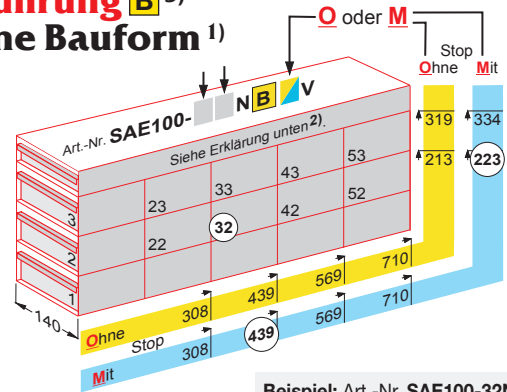 ührung B
ne Bauform 1)
O oder M
Stop
Ohne Mit
Art.-Nr. SAE100- N B V
Siehe Erklärung unten2).
319 334
213 223
23 33 43 53
22 32 42 52
3
2
1
140
Ohne 308 439 569 710
Stop
Mit 308 439 569 710
Beispiel: Art.-Nr. SAE100-32